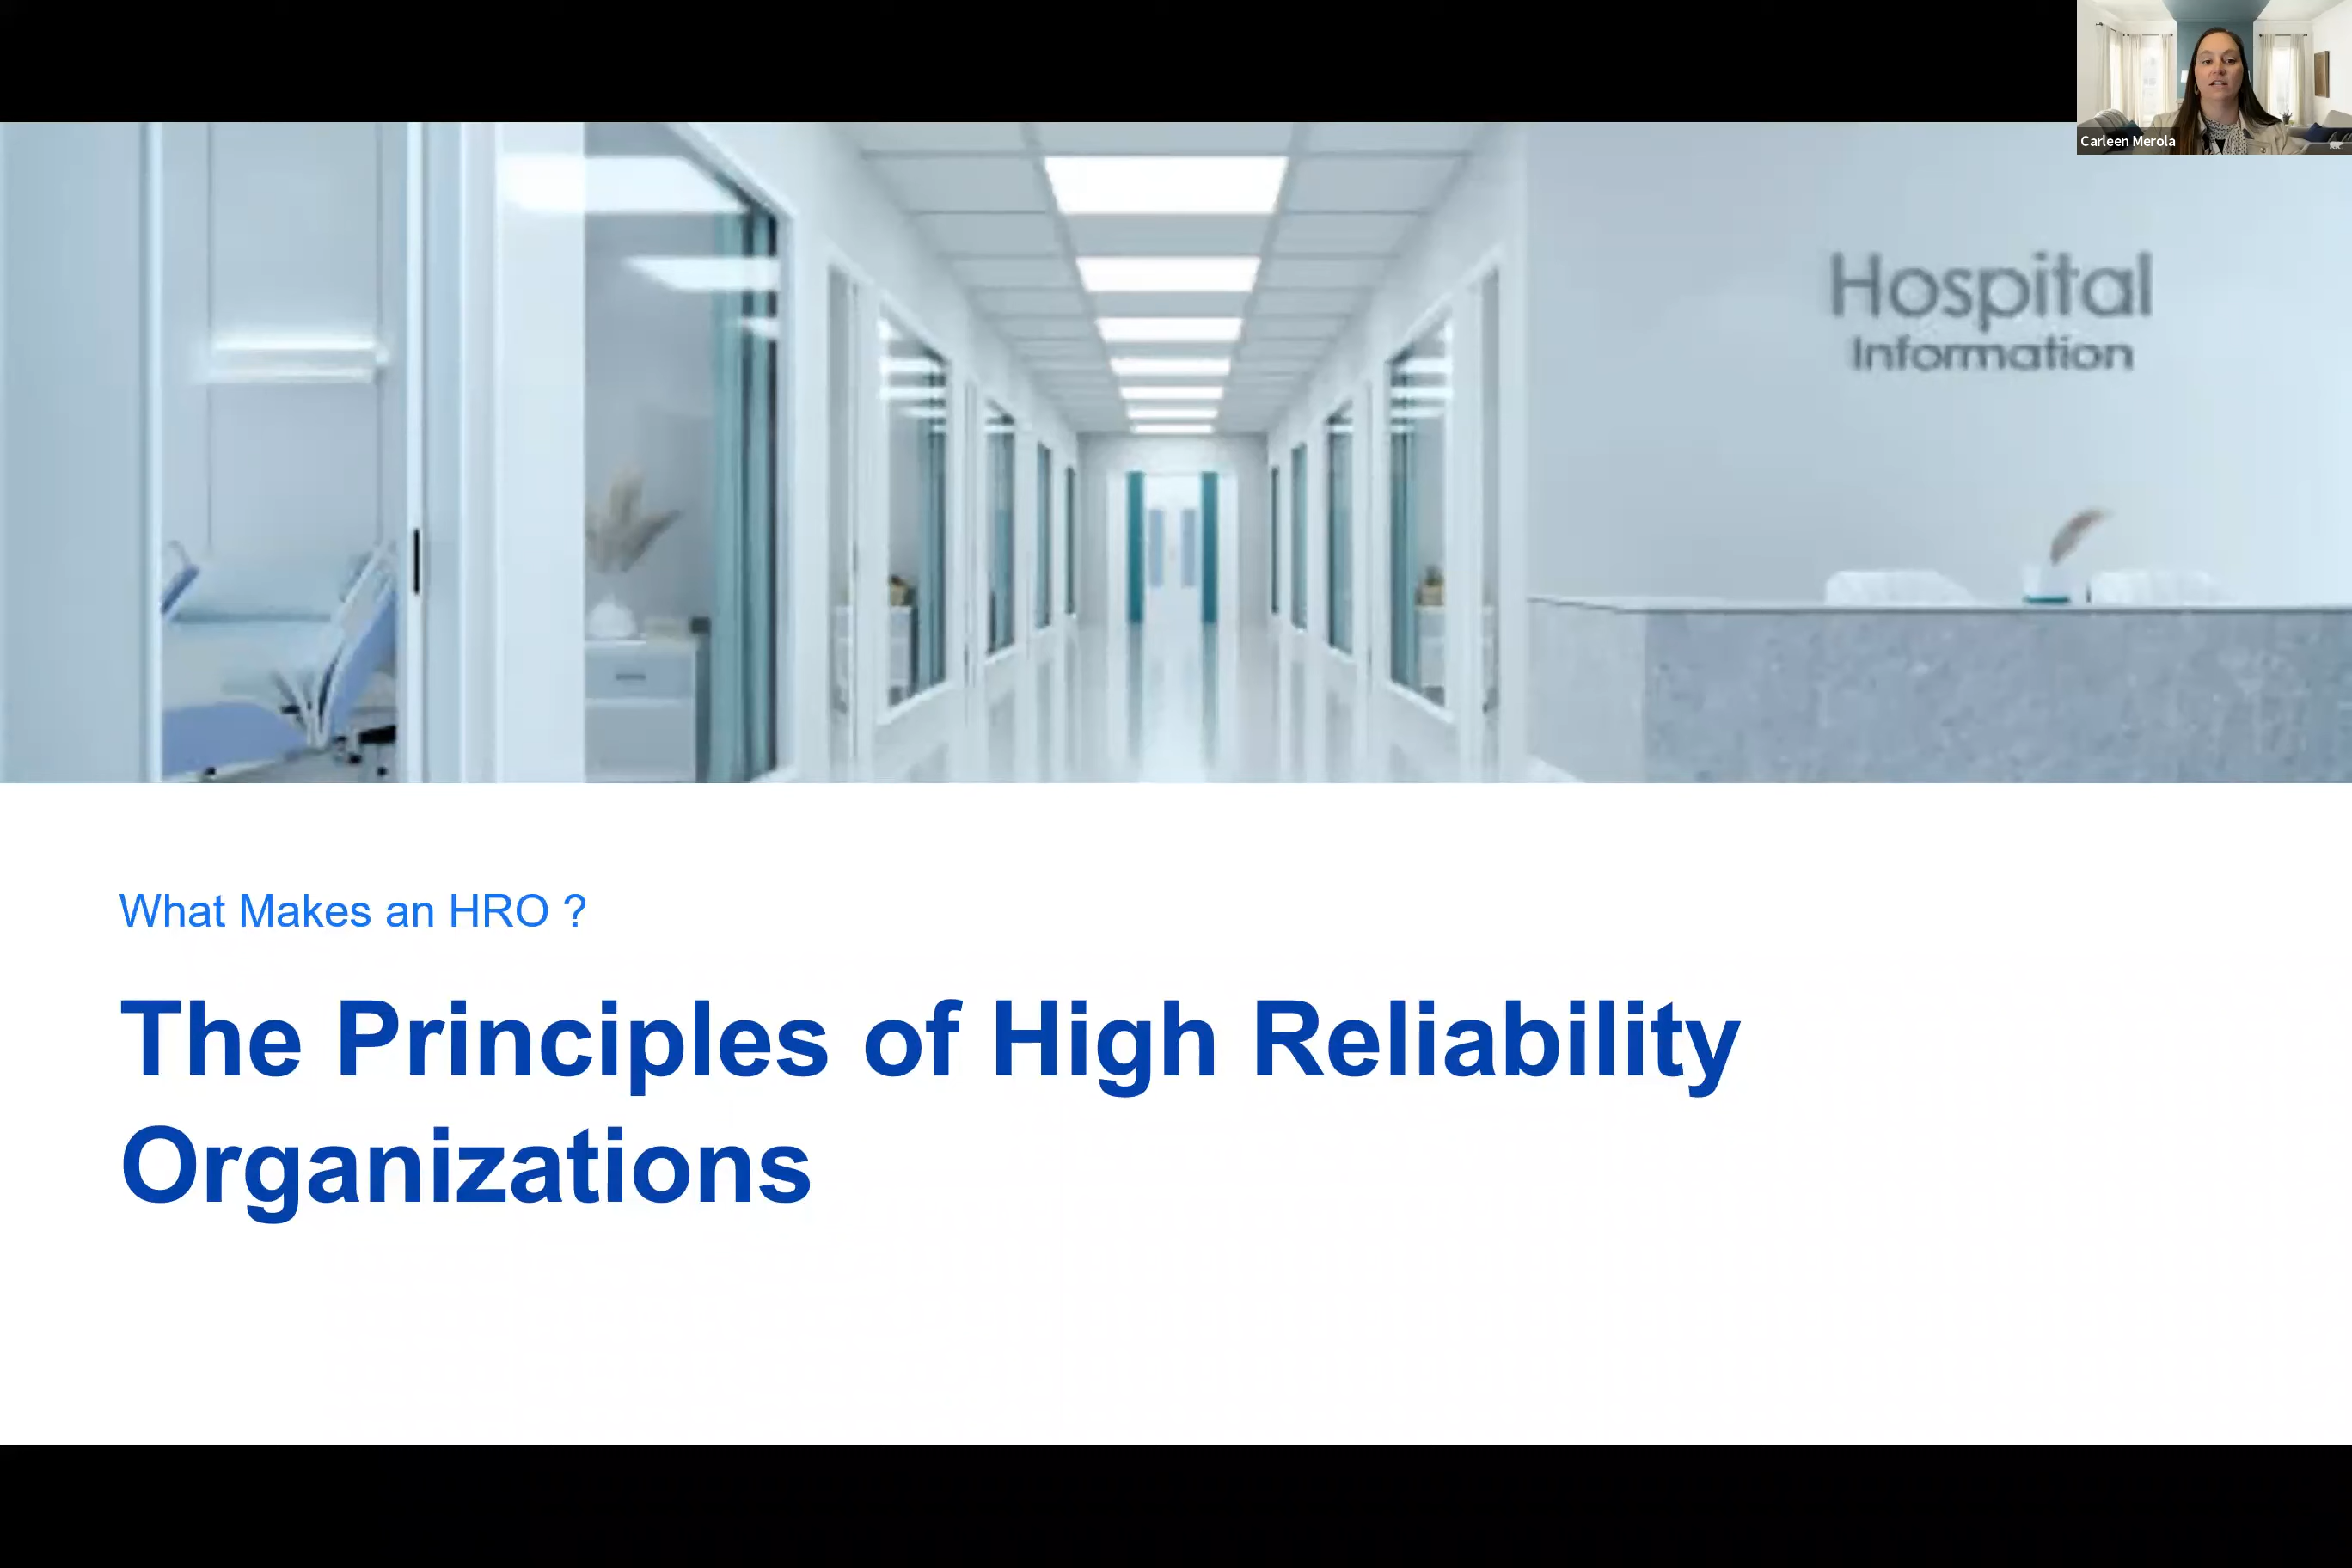 Carleen Merola
Hospital
Information
What Makes an HRO ?
The Principles of High Reliability
Organizations